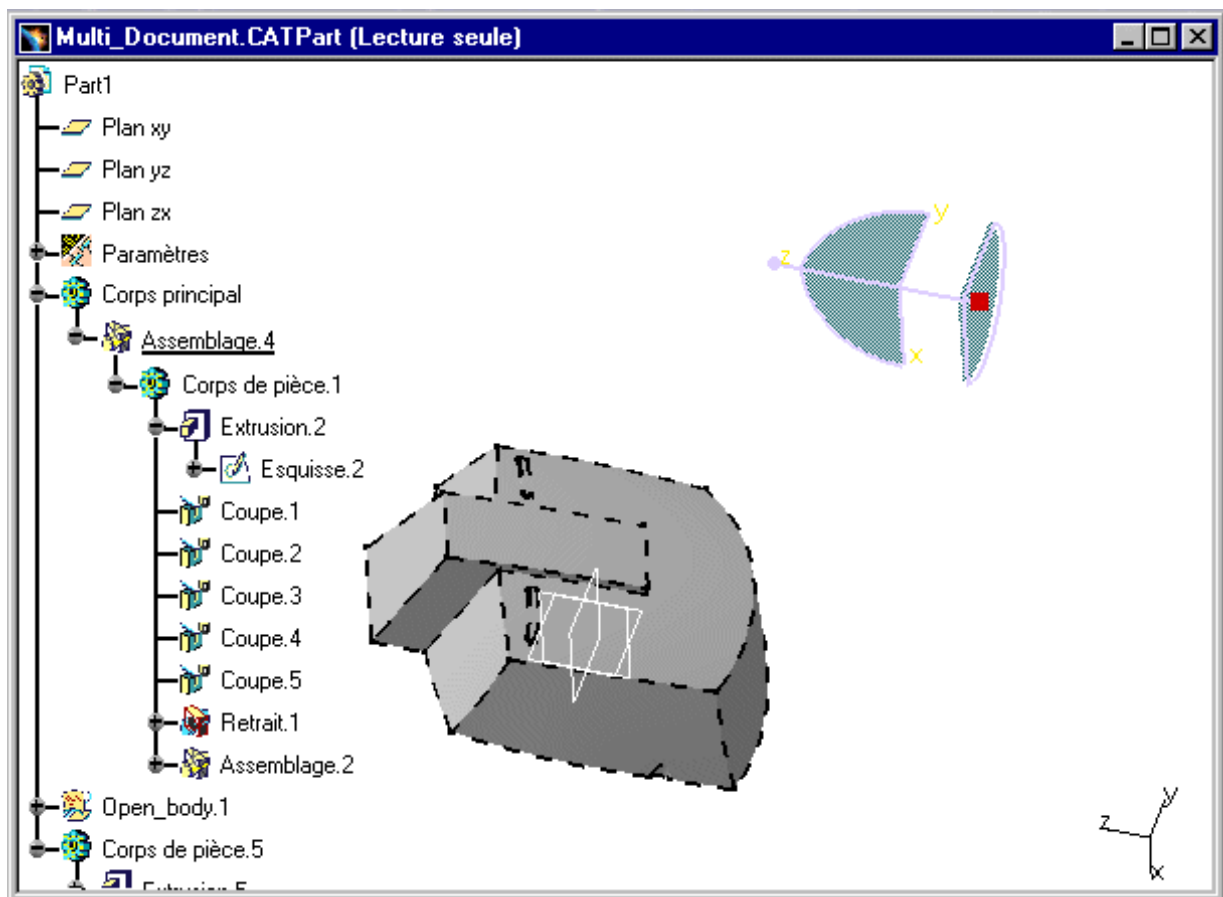 Multi_Document.CATPart (Lecture seule)
Part1
Plan xy
Plan yz
Plan zx
Paramètres
Corps principal
Assemblage.4
Corps de pièce.1
Extrusion.2
Esquisse.2
Coupe.1
Coupe.2
Coupe.3
Coupe.4
Coupe.5
Retrait.1
Assemblage.2
Open_body.1
Corps de pièce.5
Extrusion.5
y
z
x
y
z
x